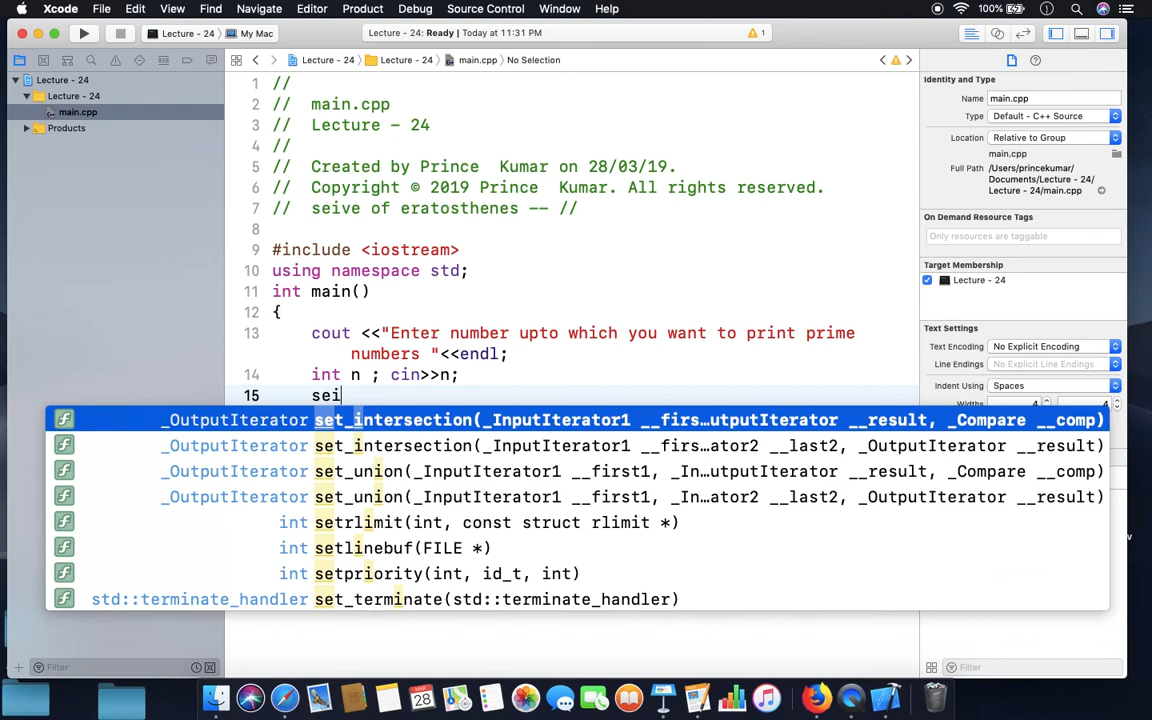 Xcode File Edit View Find Navigate Editor Product Debug Source Control Window Help 100%
Lecture - 24 My Mac Lecture - 24: Ready | Today at 11:31 PM 1
Lecture - 24 Lecture - 24 main.cpp No Selection
Lecture - 24
Lecture - 24
main.cpp
Products
1 //
2 // main.cpp
3 // Lecture - 24
4 //
5 // Created by Prince  Kumar on 28/03/19.
6 // Copyright © 2019 Prince  Kumar. All rights reserved.
7 // seive of eratosthenes -- //
8
9 #include <iostream>
10 using namespace std;
11 int main()
12 {
13 cout <<"Enter number upto which you want to print prime
numbers "<<endl;
14 int n ; cin>>n;
15 sei
_OutputIterator set_intersection(_InputIterator1 __firs…utputIterator __result, _Compare __comp)
_OutputIterator set_intersection(_InputIterator1 __firs…ator2 __last2, _OutputIterator __result)
_OutputIterator set_union(_InputIterator1 __first1, _In…utputIterator __result, _Compare __comp)
_OutputIterator set_union(_InputIterator1 __first1, _In…ator2 __last2, _OutputIterator __result)
int setrlimit(int, const struct rlimit *)
int setlinebuf(FILE *)
int setpriority(int, id_t, int)
std::terminate_handler set_terminate(std::terminate_handler)
Identity and Type
Name main.cpp
Type Default - C++ Source
Location Relative to Group
main.cpp
Full Path /Users/princekumar/
Documents/Lecture - 24/
Lecture - 24/main.cpp
On Demand Resource Tags
Only resources are taggable
Target Membership
Lecture - 24
Text Settings
Text Encoding No Explicit Encoding
Line Endings No Explicit Line Endings
Indent Using Spaces
Widths 4 4
Filter
Filter
MAR
28